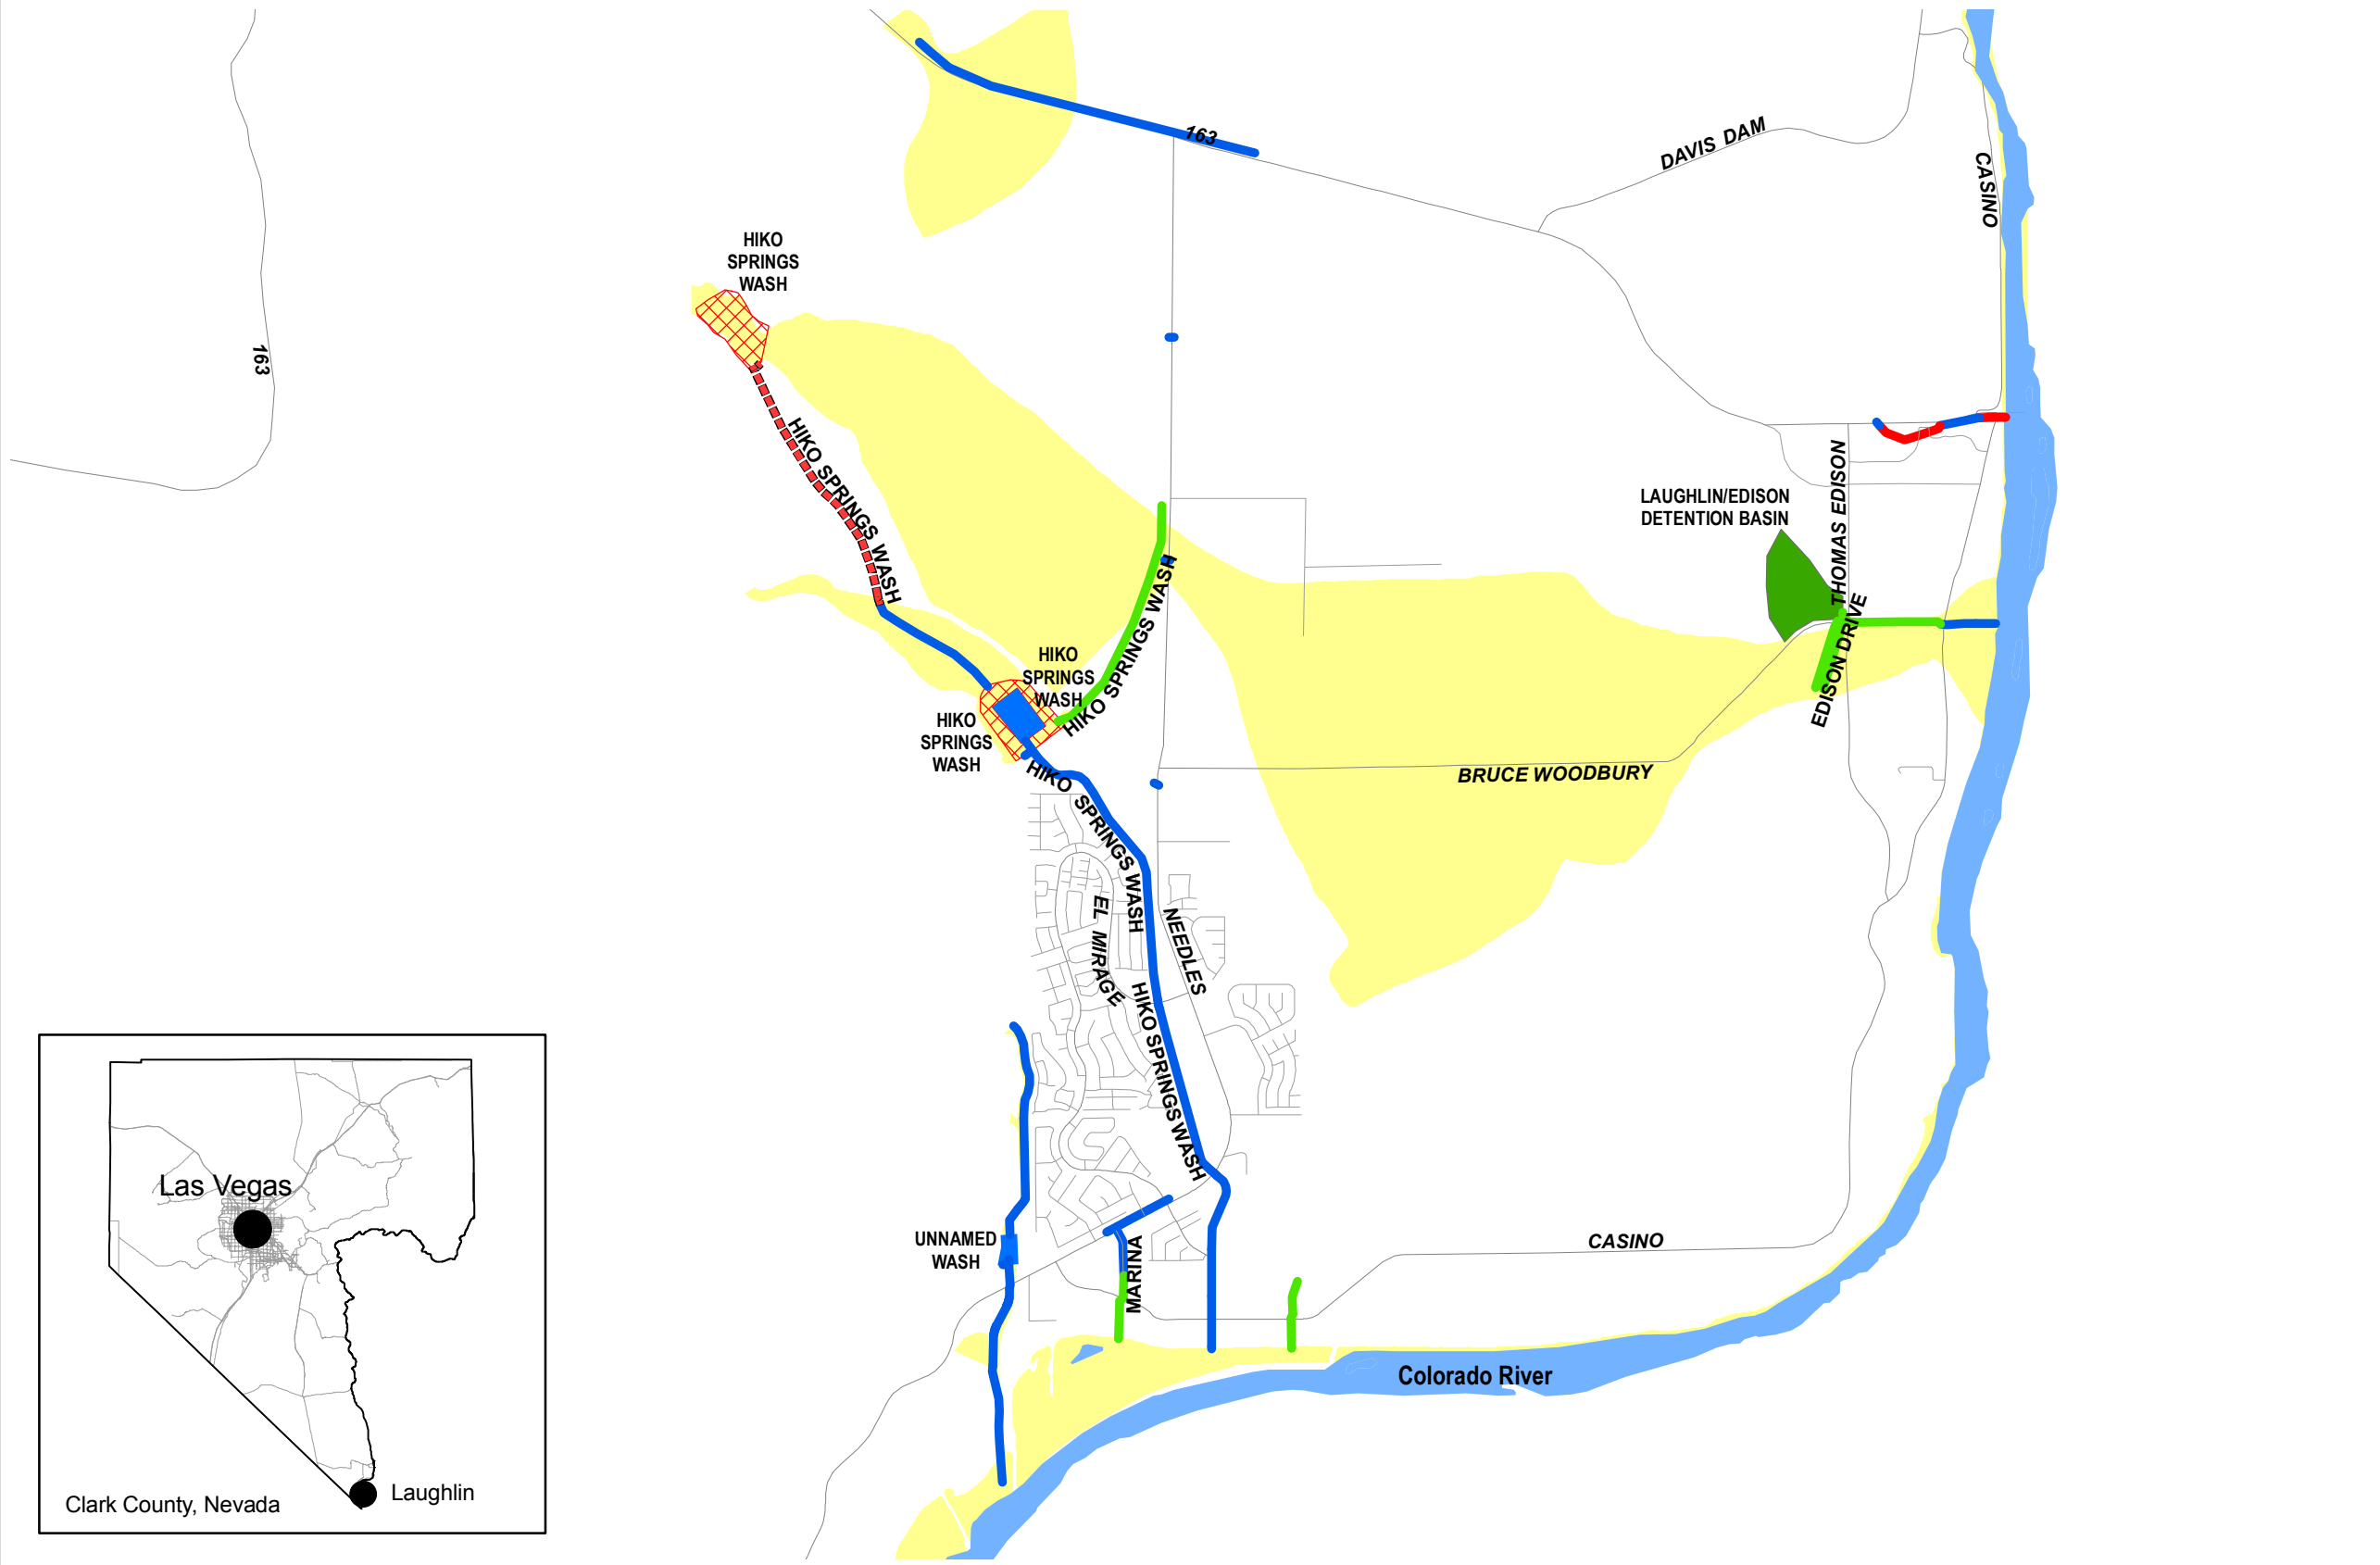 163
DAVIS DAM
CASINO
HIKO
SPRINGS
WASH
163
HIKO SPRINGS WASH
THOMAS EDISON
LAUGHLIN/EDISON
DETENTION BASIN
HIKO SPRINGS WASH
EDISON DRIVE
HIKO
SPRINGS
WASH
HIKO
SPRINGS
WASH
HIKO SPRINGS WASH
BRUCE WOODBURY
EL MIRAGE
NEEDLES
HIKO SPRINGS WASH
UNNAMED
WASH
MARINA
CASINO
Colorado River
Las Vegas
Laughlin
Clark County, Nevada